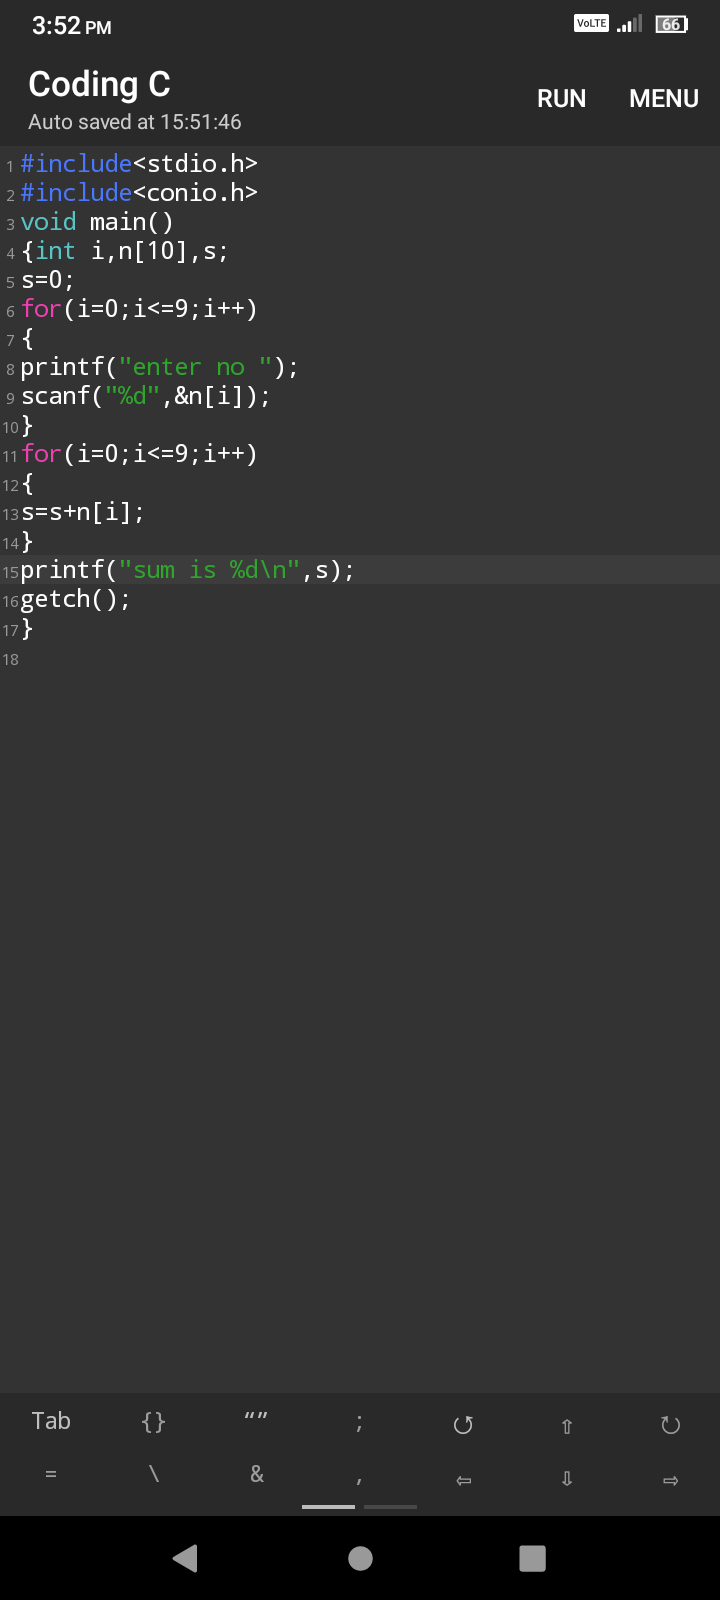 3:52 PM VoLTE 66
Coding C
Auto saved at 15:51:46
RUN MENU
1 #include<stdio.h>
2 #include<conio.h>
3 void main()
4 {int i,n[10],s;
5 s=0;
6 for(i=0;i<=9;i++)
7 {
8 printf("enter no ");
9 scanf("%d",&n[i]);
10 }
11 for(i=0;i<=9;i++)
12 {
13 s=s+n[i];
14 }
15 printf("sum is %d\n",s);
16 getch();
17 }
18
Tab {} “” ; ↺ ⇧ ↻
= \ & , ⇦ ⇩ ⇨